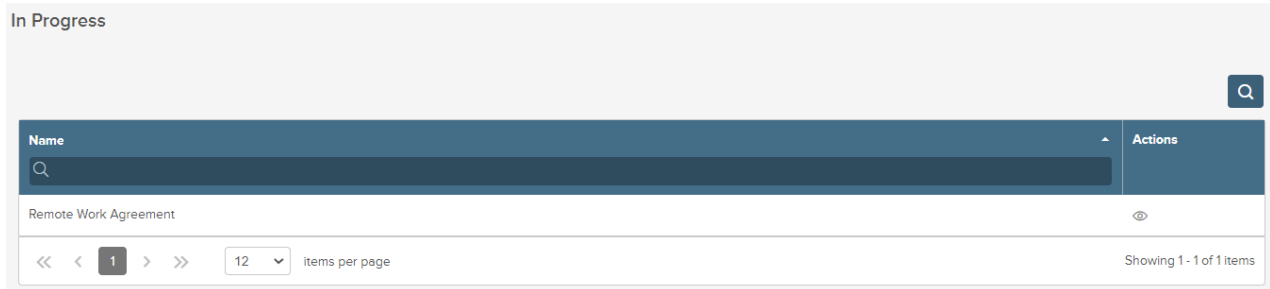 In Progress
Name Actions
Remote Work Agreement
1 12 items per page Showing 1 - 1 of 1 items